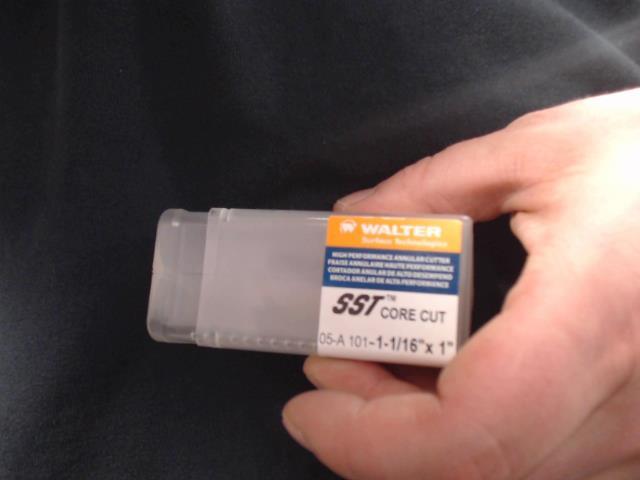 WALTER
Surface Technologies
HIGH PERFORMANCE ANNULAR CUTTER
FRAISE ANNULAIRE HAUTE PERFORMANCE
CORTADOR ANULAR DE ALTO DESEMPENO
BROCA ANELAR DE ALTA PERFORMANCE
SST™ CORE CUT
05-A 101-1-1/16" x 1"